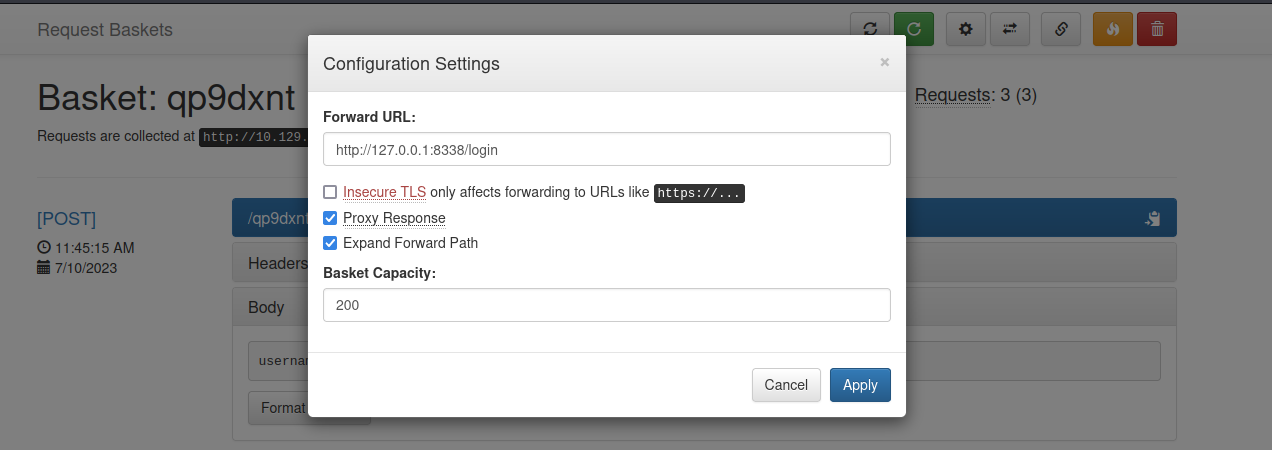 Request Baskets
Configuration Settings
×
Basket: qp9dxnt
Requests: 3 (3)
Requests are collected at http://10.129.
Forward URL:
http://127.0.0.1:8338/login
Insecure TLS only affects forwarding to URLs like https://...
Proxy Response
Expand Forward Path
Basket Capacity:
200
Cancel
Apply
[POST]
11:45:15 AM
7/10/2023
/qp9dxnt
Headers
Body
Format